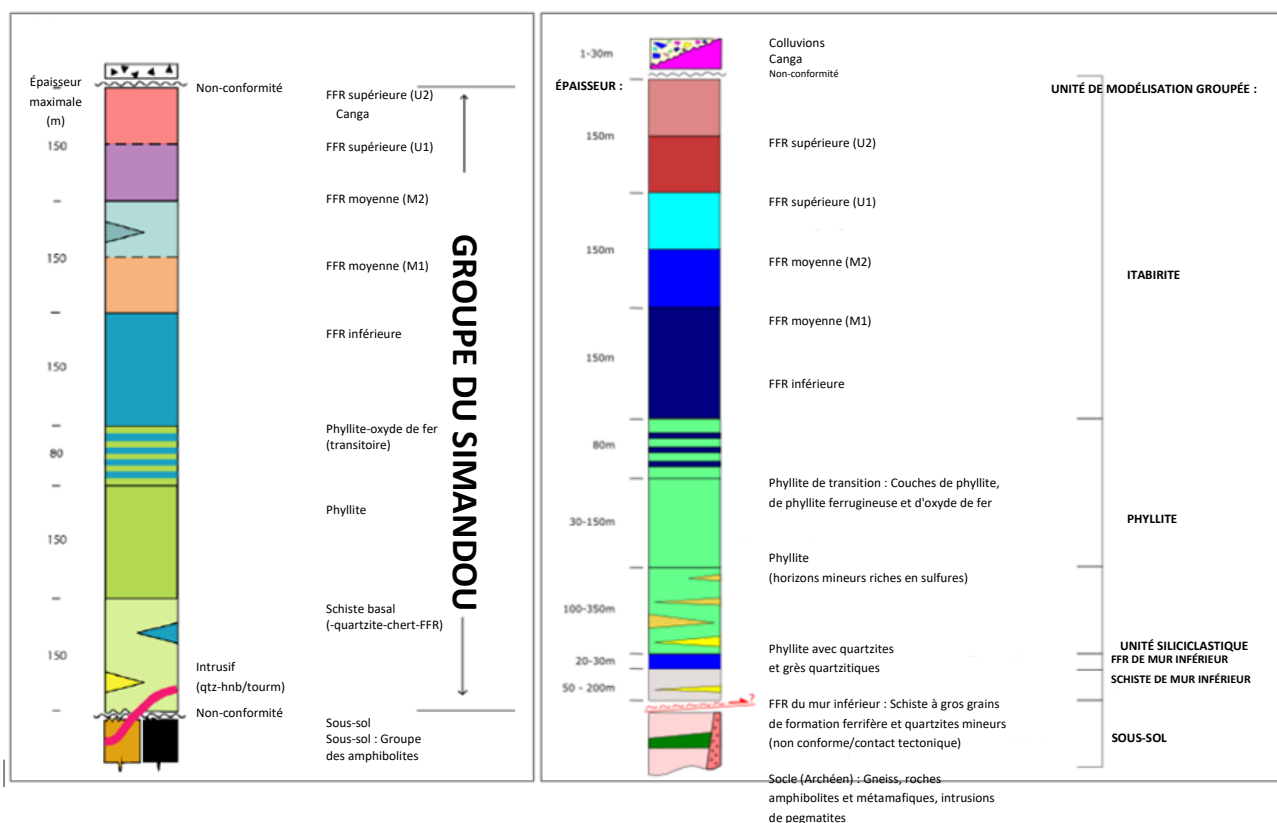 Épaisseur
maximale
(m)
150
150
150
80
150
150
Non-conformité
FFR supérieure (U2)
Canga
FFR supérieure (U1)
FFR moyenne (M2)
FFR moyenne (M1)
FFR inférieure
Phyllite-oxyde de fer
(transitoire)
Phyllite
Schiste basal
(-quartzite-chert-FFR)
Intrusif
(qtz-hnb/tourm)
Non-conformité
Sous-sol
Sous-sol : Groupe
des amphibolites
GROUPE DU SIMANDOU
1-30m
ÉPAISSEUR :
150m
150m
150m
80m
30-150m
100-350m
20-30m
50 - 200m
Colluvions
Canga
Non-conformité
FFR supérieure (U2)
FFR supérieure (U1)
FFR moyenne (M2)
FFR moyenne (M1)
FFR inférieure
Phyllite de transition : Couches de phyllite,
de phyllite ferrugineuse et d'oxyde de fer
Phyllite
(horizons mineurs riches en sulfures)
Phyllite avec quartzites
et grès quartzitiques
?
FFR du mur inférieur : Schiste à gros grains
de formation ferrifère et quartzites mineurs
(non conforme/contact tectonique)
Socle (Archéen) : Gneiss, roches
amphibolites et métamafiques, intrusions
de pegmatites
UNITÉ DE MODÉLISATION GROUPÉE :
ITABIRITE
PHYLLITE
UNITÉ SILICICLASTIQUE
FFR DE MUR INFÉRIEUR
SCHISTE DE MUR INFÉRIEUR
SOUS-SOL